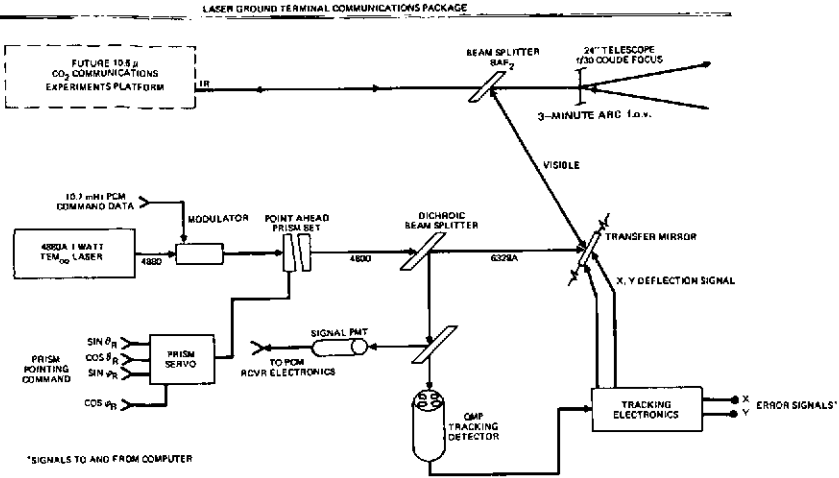 LASER GROUND TERMINAL COMMUNICATIONS PACKAGE
FUTURE 10.6 μ
CO2 COMMUNICATIONS
EXPERIMENTS PLATFORM
IR
BEAM SPLITTER
BAF2
24" TELESCOPE
f/30 COUDE FOCUS
3-MINUTE ARC f.o.v.
VISIBLE
10.7 mHz PCM
COMMAND DATA
MODULATOR
POINT AHEAD
PRISM SET
DICHROIC
BEAM SPLITTER
TRANSFER MIRROR
4880A 1 WATT
TEM00 LASER
4880
4800
6328A
X, Y DEFLECTION SIGNAL
PRISM
POINTING
COMMAND
SIN θR
COS θR
SIN φR
COS φR
PRISM
SERVO
SIGNAL PMT
TO PCM
RCVR ELECTRONICS
QMP
TRACKING
DETECTOR
TRACKING
ELECTRONICS
X
Y
ERROR SIGNALS*
*SIGNALS TO AND FROM COMPUTER